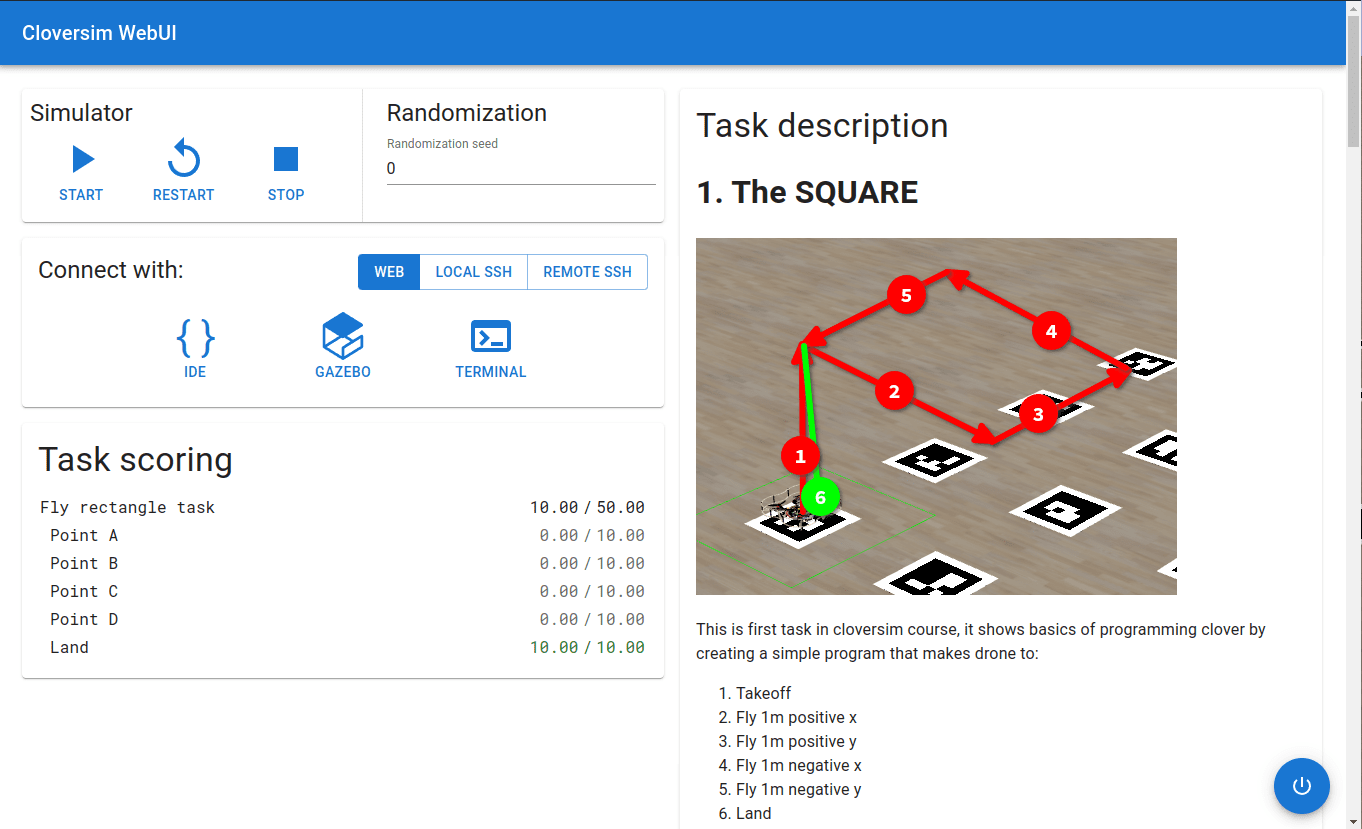 Cloversim WebUI
Simulator
START
RESTART
STOP
Randomization
Randomization seed
0
Connect with:
WEB
LOCAL SSH
REMOTE SSH
IDE
GAZEBO
TERMINAL
Task scoring
Fly rectangle task 10.00 / 50.00
Point A 0.00 / 10.00
Point B 0.00 / 10.00
Point C 0.00 / 10.00
Point D 0.00 / 10.00
Land 10.00 / 10.00
Task description
1. The SQUARE
5
4
2
3
1
6
This is first task in cloversim course, it shows basics of programming clover by
creating a simple program that makes drone to:
1. Takeoff
2. Fly 1m positive x
3. Fly 1m positive y
4. Fly 1m negative x
5. Fly 1m negative y
6. Land